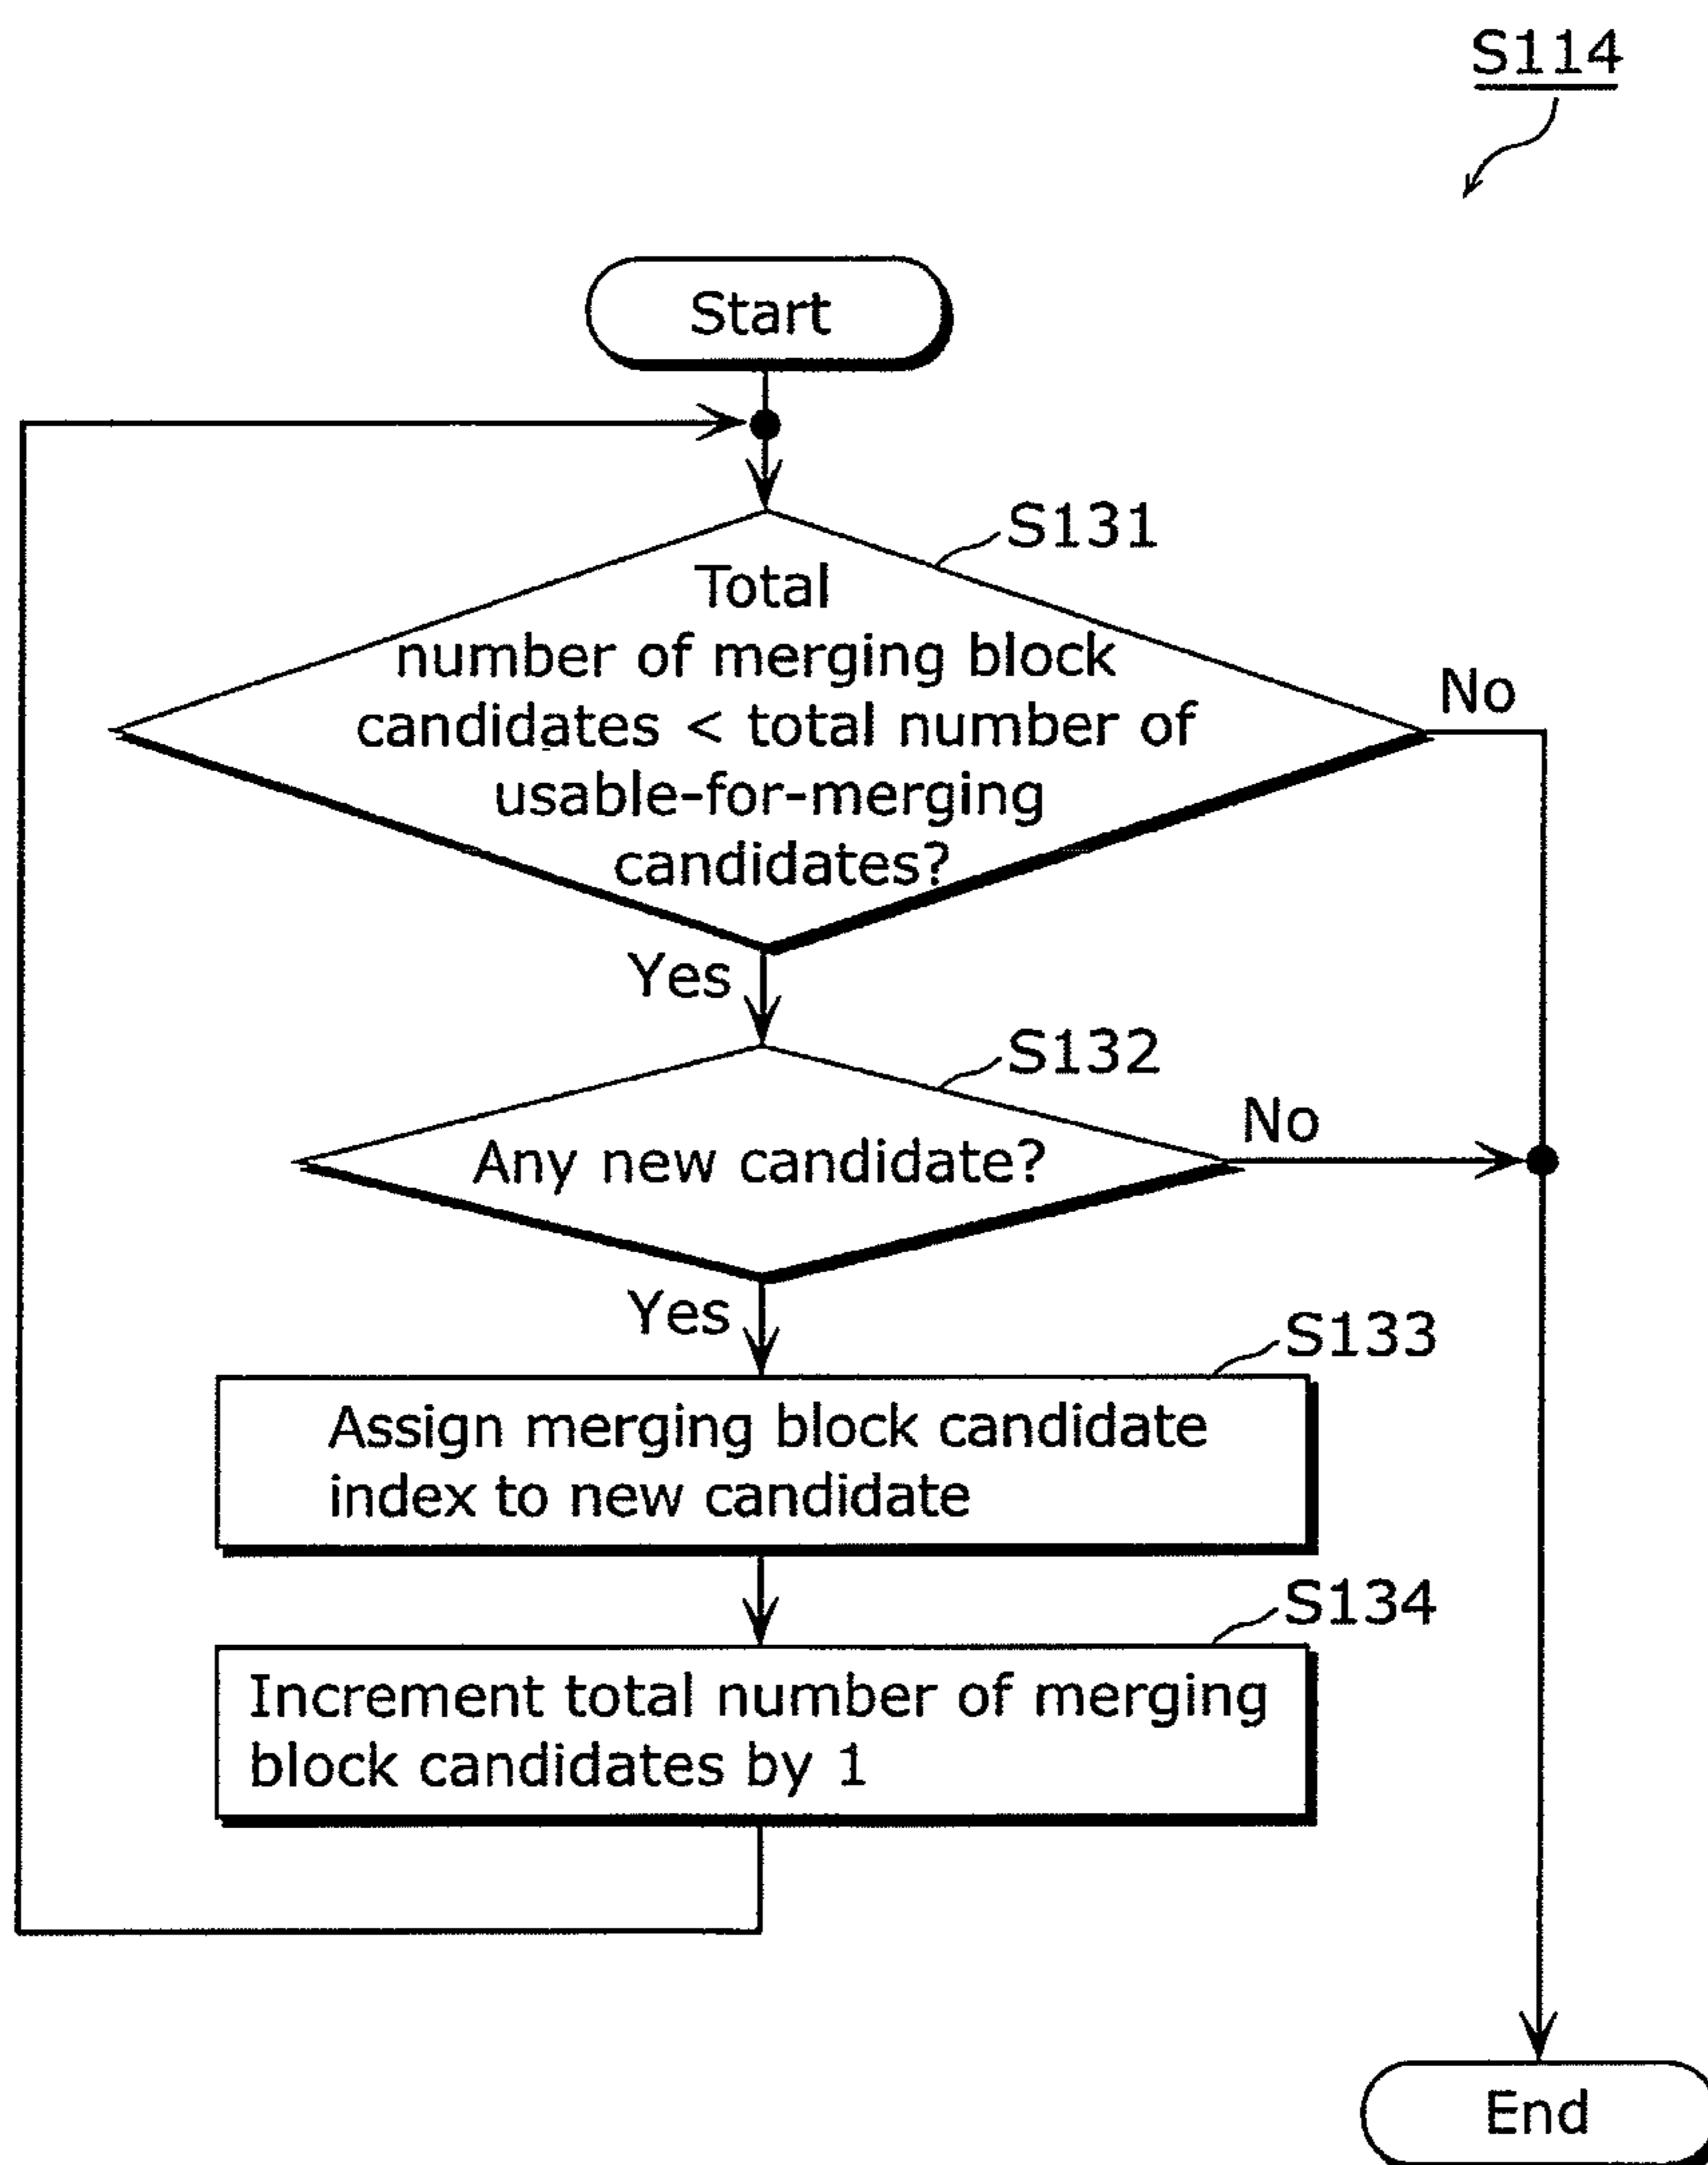 S114
Start
S131
Total
number of merging block
candidates < total number of
usable-for-merging
candidates?
No
Yes
S132
Any new candidate?
No
Yes
S133
Assign merging block candidate
index to new candidate
S134
Increment total number of merging
block candidates by 1
End